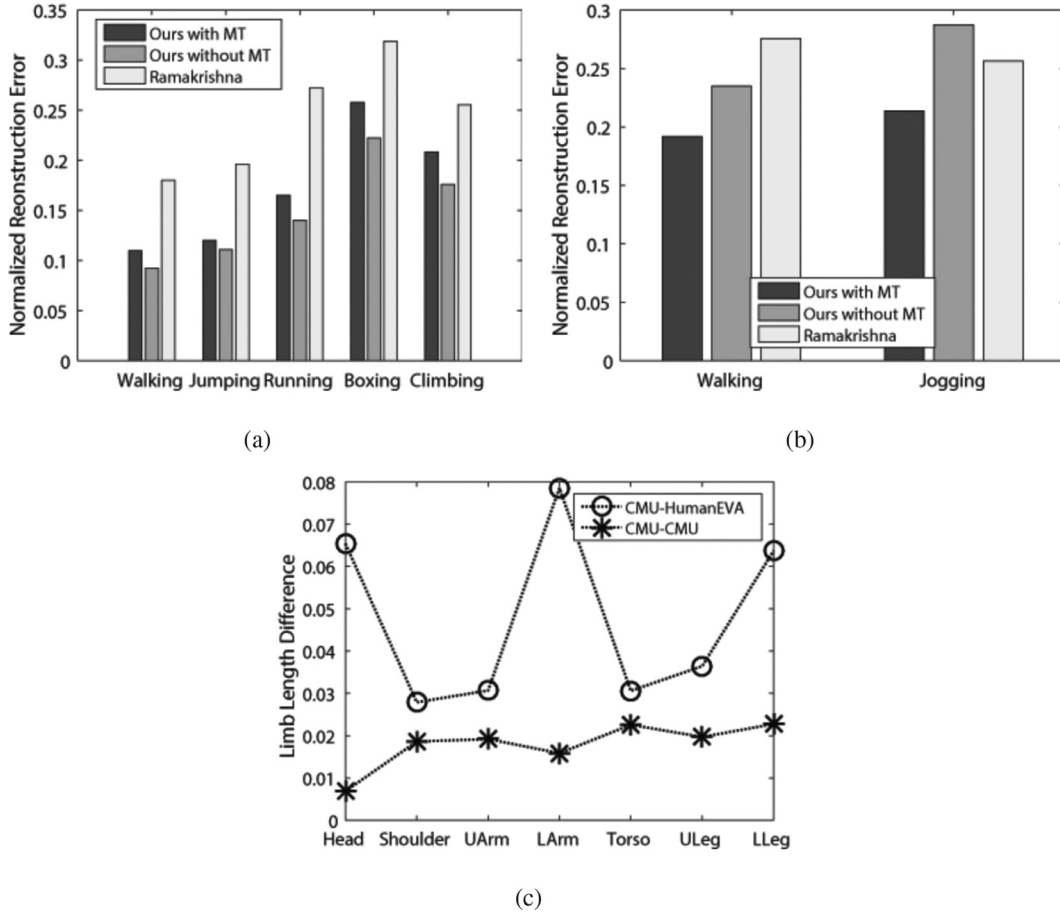 0.35
0.3
0.25
0.2
0.15
0.1
0.05
0
Normalized Reonstruction Error
Ours with MT
Ours without MT
Ramakrishna
Walking Jumping Running Boxing Climbing
(a)
0.3
0.25
0.2
0.15
0.1
0.05
0
Normalized Reonstruction Error
Ours with MT
Ours without MT
Ramakrishna
Walking Jogging
(b)
0.08
0.07
0.06
0.05
0.04
0.03
0.02
0.01
0
Limb Length Difference
CMU-HumanEVA
CMU-CMU
Head Shoulder UArm LArm Torso ULeg LLeg
(c)